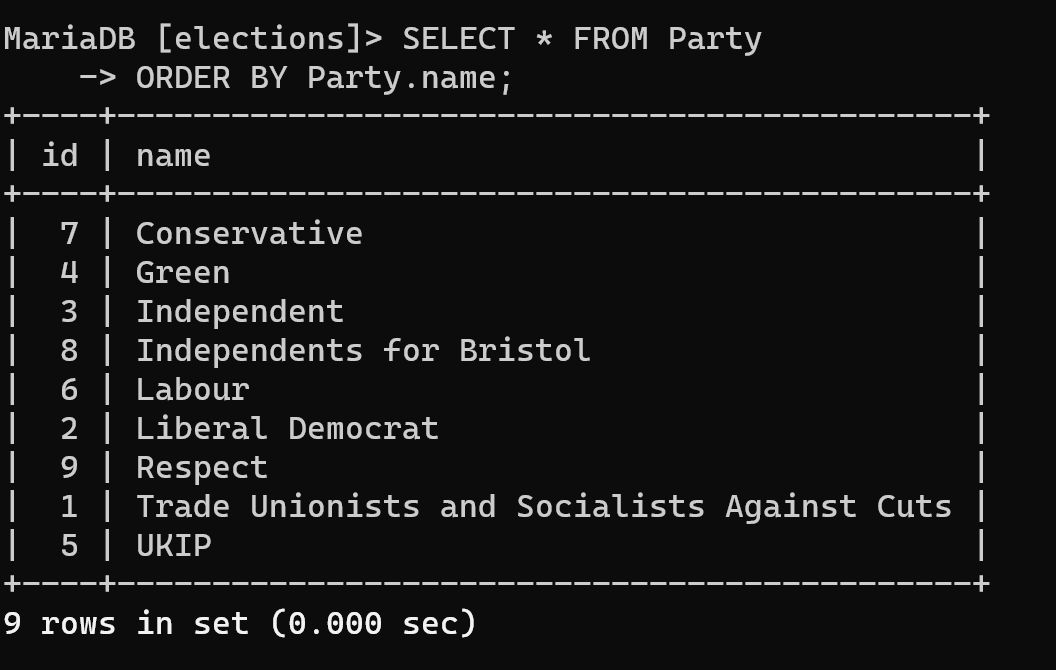 MariaDB [elections]> SELECT * FROM Party
    -> ORDER BY Party.name;
+----+---------------------------------------------+
| id | name                                        |
+----+---------------------------------------------+
|  7 | Conservative                                |
|  4 | Green                                       |
|  3 | Independent                                 |
|  8 | Independents for Bristol                    |
|  6 | Labour                                      |
|  2 | Liberal Democrat                            |
|  9 | Respect                                     |
|  1 | Trade Unionists and Socialists Against Cuts |
|  5 | UKIP                                        |
+----+---------------------------------------------+
9 rows in set (0.000 sec)